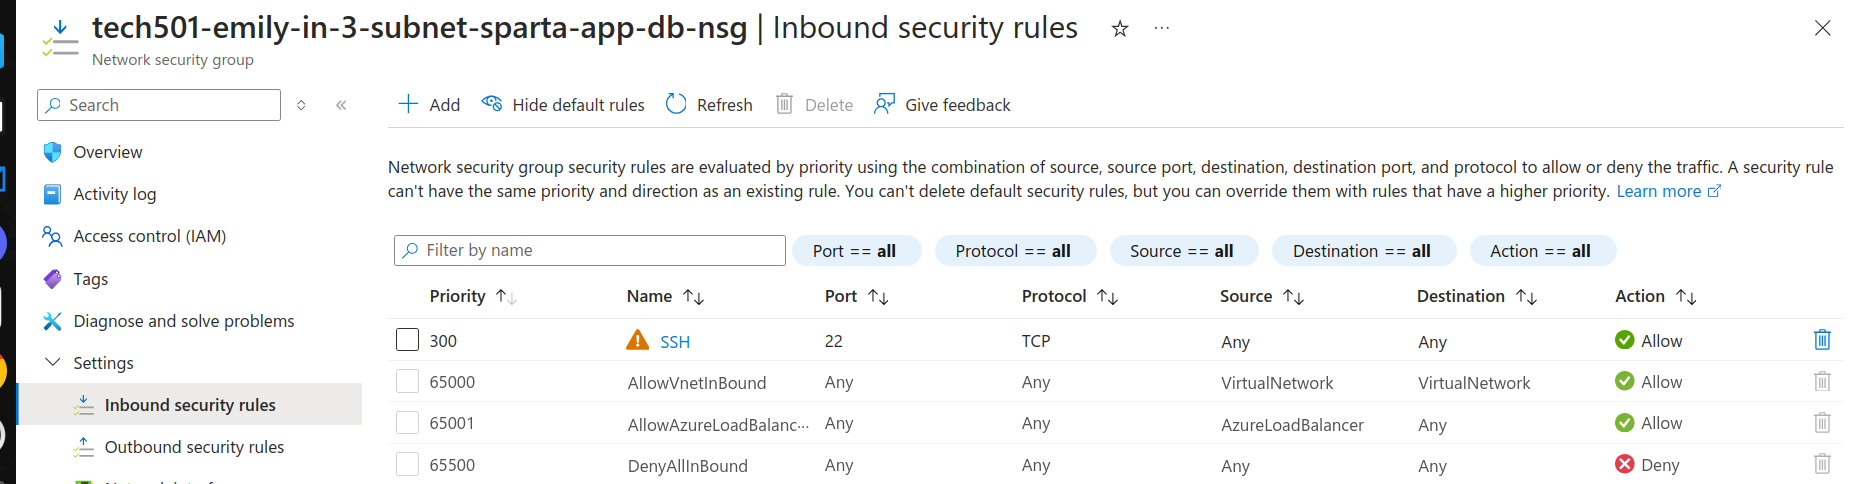 tech501-emily-in-3-subnet-sparta-app-db-nsg | Inbound security rules
Network security group
Search
Add
Hide default rules
Refresh
Delete
Give feedback
Overview
Activity log
Access control (IAM)
Tags
Diagnose and solve problems
Settings
Inbound security rules
Outbound security rules
Network security group security rules are evaluated by priority using the combination of source, source port, destination, destination port, and protocol to allow or deny the traffic. A security rule
can't have the same priority and direction as an existing rule. You can't delete default security rules, but you can override them with rules that have a higher priority. Learn more
Filter by name
Port == all
Protocol == all
Source == all
Destination == all
Action == all
Priority Name Port Protocol Source Destination Action
300 SSH 22 TCP Any Any Allow
65000 AllowVnetInBound Any Any VirtualNetwork VirtualNetwork Allow
65001 AllowAzureLoadBalanc··· Any Any AzureLoadBalancer Any Allow
65500 DenyAllInBound Any Any Any Any Deny